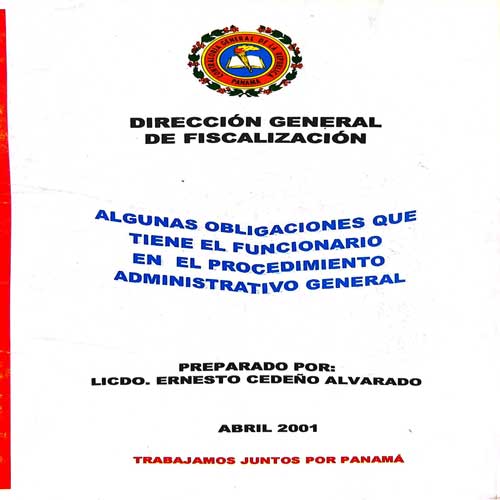 CONTRALORÍA GENERAL DE LA REPÚBLICA
PANAMÁ
DIRECCIÓN GENERAL
DE FISCALIZACIÓN
ALGUNAS OBLIGACIONES QUE
TIENE EL FUNCIONARIO
EN EL PROCEDIMIENTO
ADMINISTRATIVO GENERAL
PREPARADO POR:
LICDO. ERNESTO CEDEÑO ALVARADO
ABRIL 2001
TRABAJAMOS JUNTOS POR PANAMÁ